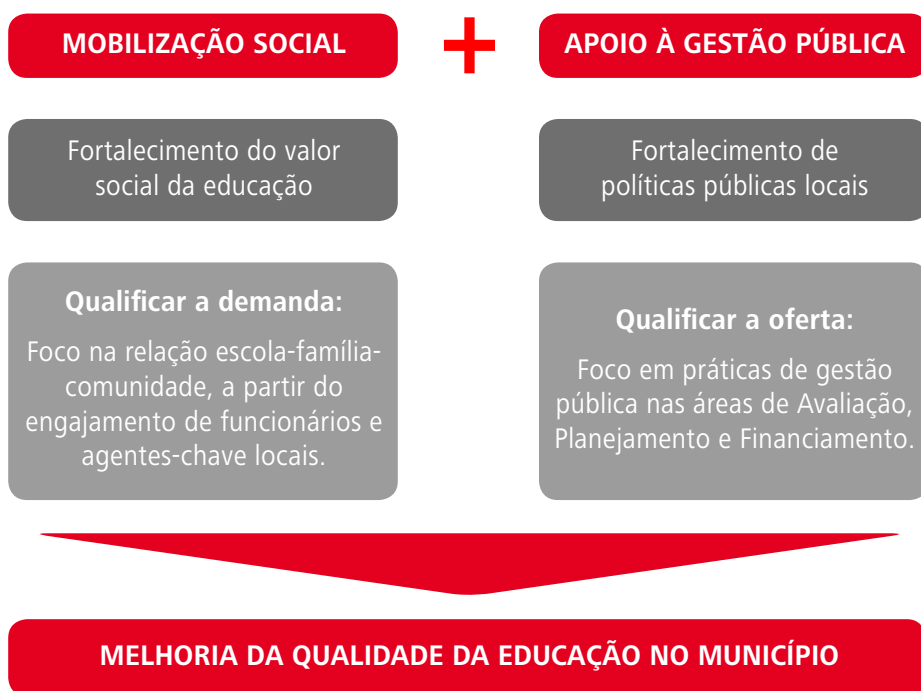 MOBILIZAÇÃO SOCIAL
+
APOIO À GESTÃO PÚBLICA
Fortalecimento do valor
social da educação
Fortalecimento de
políticas públicas locais
Qualificar a demanda:
Foco na relação escola-família-
comunidade, a partir do
engajamento de funcionários e
agentes-chave locais.
Qualificar a oferta:
Foco em práticas de gestão
pública nas áreas de Avaliação,
Planejamento e Financiamento.
MELHORIA DA QUALIDADE DA EDUCAÇÃO NO MUNICÍPIO